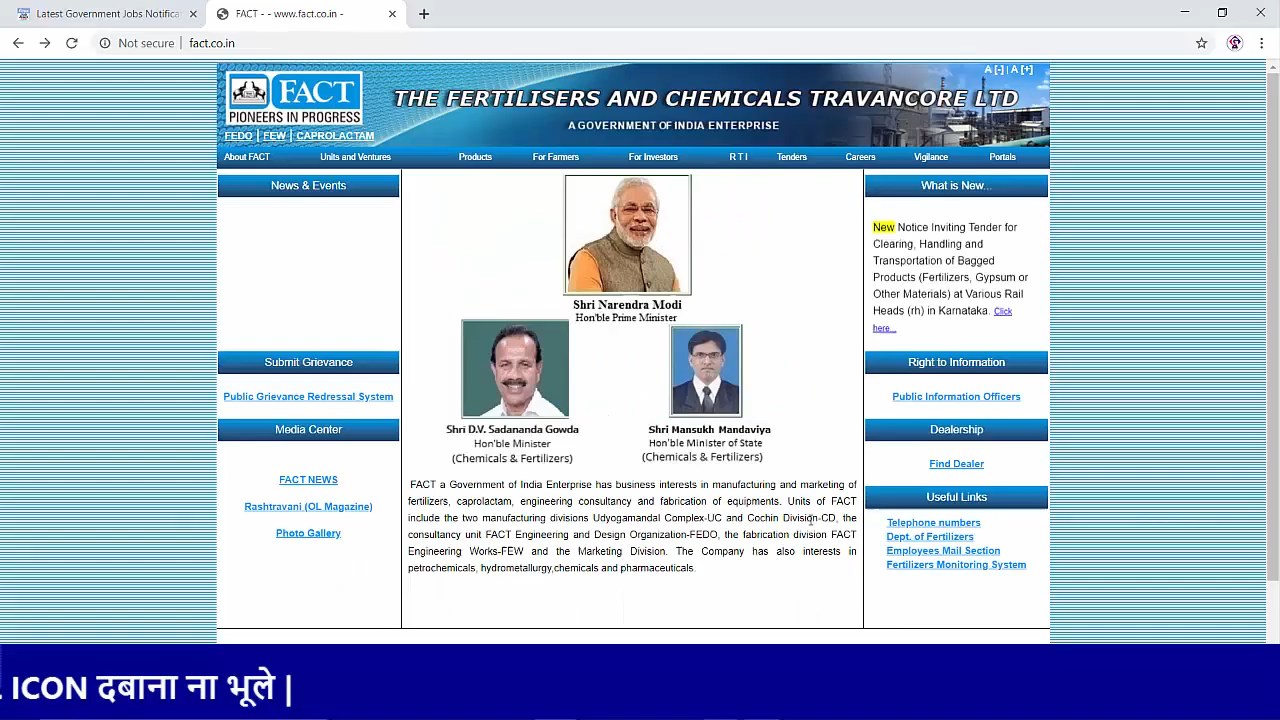 Latest Government Jobs Notifica
FACT - - www.fact.co.in -
Not secure | fact.co.in
A [-] | A [+]
FACT
PIONEERS IN PROGRESS
FEDO | FEW | CAPROLACTAM
THE FERTILISERS AND CHEMICALS TRAVANCORE LTD
A GOVERNMENT OF INDIA ENTERPRISE
About FACT Units and Ventures Products For Farmers For Investors R T I Tenders Careers Vigilance Portals
News & Events
Submit Grievance
Public Grievance Redressal System
Media Center
FACT NEWS
Rashtravani (OL Magazine)
Photo Gallery
Shri Narendra Modi
Hon'ble Prime Minister
Shri D.V. Sadananda Gowda
Hon'ble Minister
(Chemicals & Fertilizers)
Shri Mansukh Mandaviya
Hon'ble Minister of State
(Chemicals & Fertilizers)
FACT a Government of India Enterprise has business interests in manufacturing and marketing of
fertilizers, caprolactam, engineering consultancy and fabrication of equipments. Units of FACT
include the two manufacturing divisions Udyogamandal Complex-UC and Cochin Division-CD, the
consultancy unit FACT Engineering and Design Organization-FEDO, the fabrication division FACT
Engineering Works-FEW and the Marketing Division. The Company has also interests in
petrochemicals, hydrometallurgy,chemicals and pharmaceuticals.
What is New...
New Notice Inviting Tender for
Clearing, Handling and
Transportation of Bagged
Products (Fertilizers, Gypsum or
Other Materials) at Various Rail
Heads (rh) in Karnataka. Click
here...
Right to Information
Public Information Officers
Dealership
Find Dealer
Useful Links
Telephone numbers
Dept. of Fertilizers
Employees Mail Section
Fertilizers Monitoring System
ICON दबाना ना भूले |